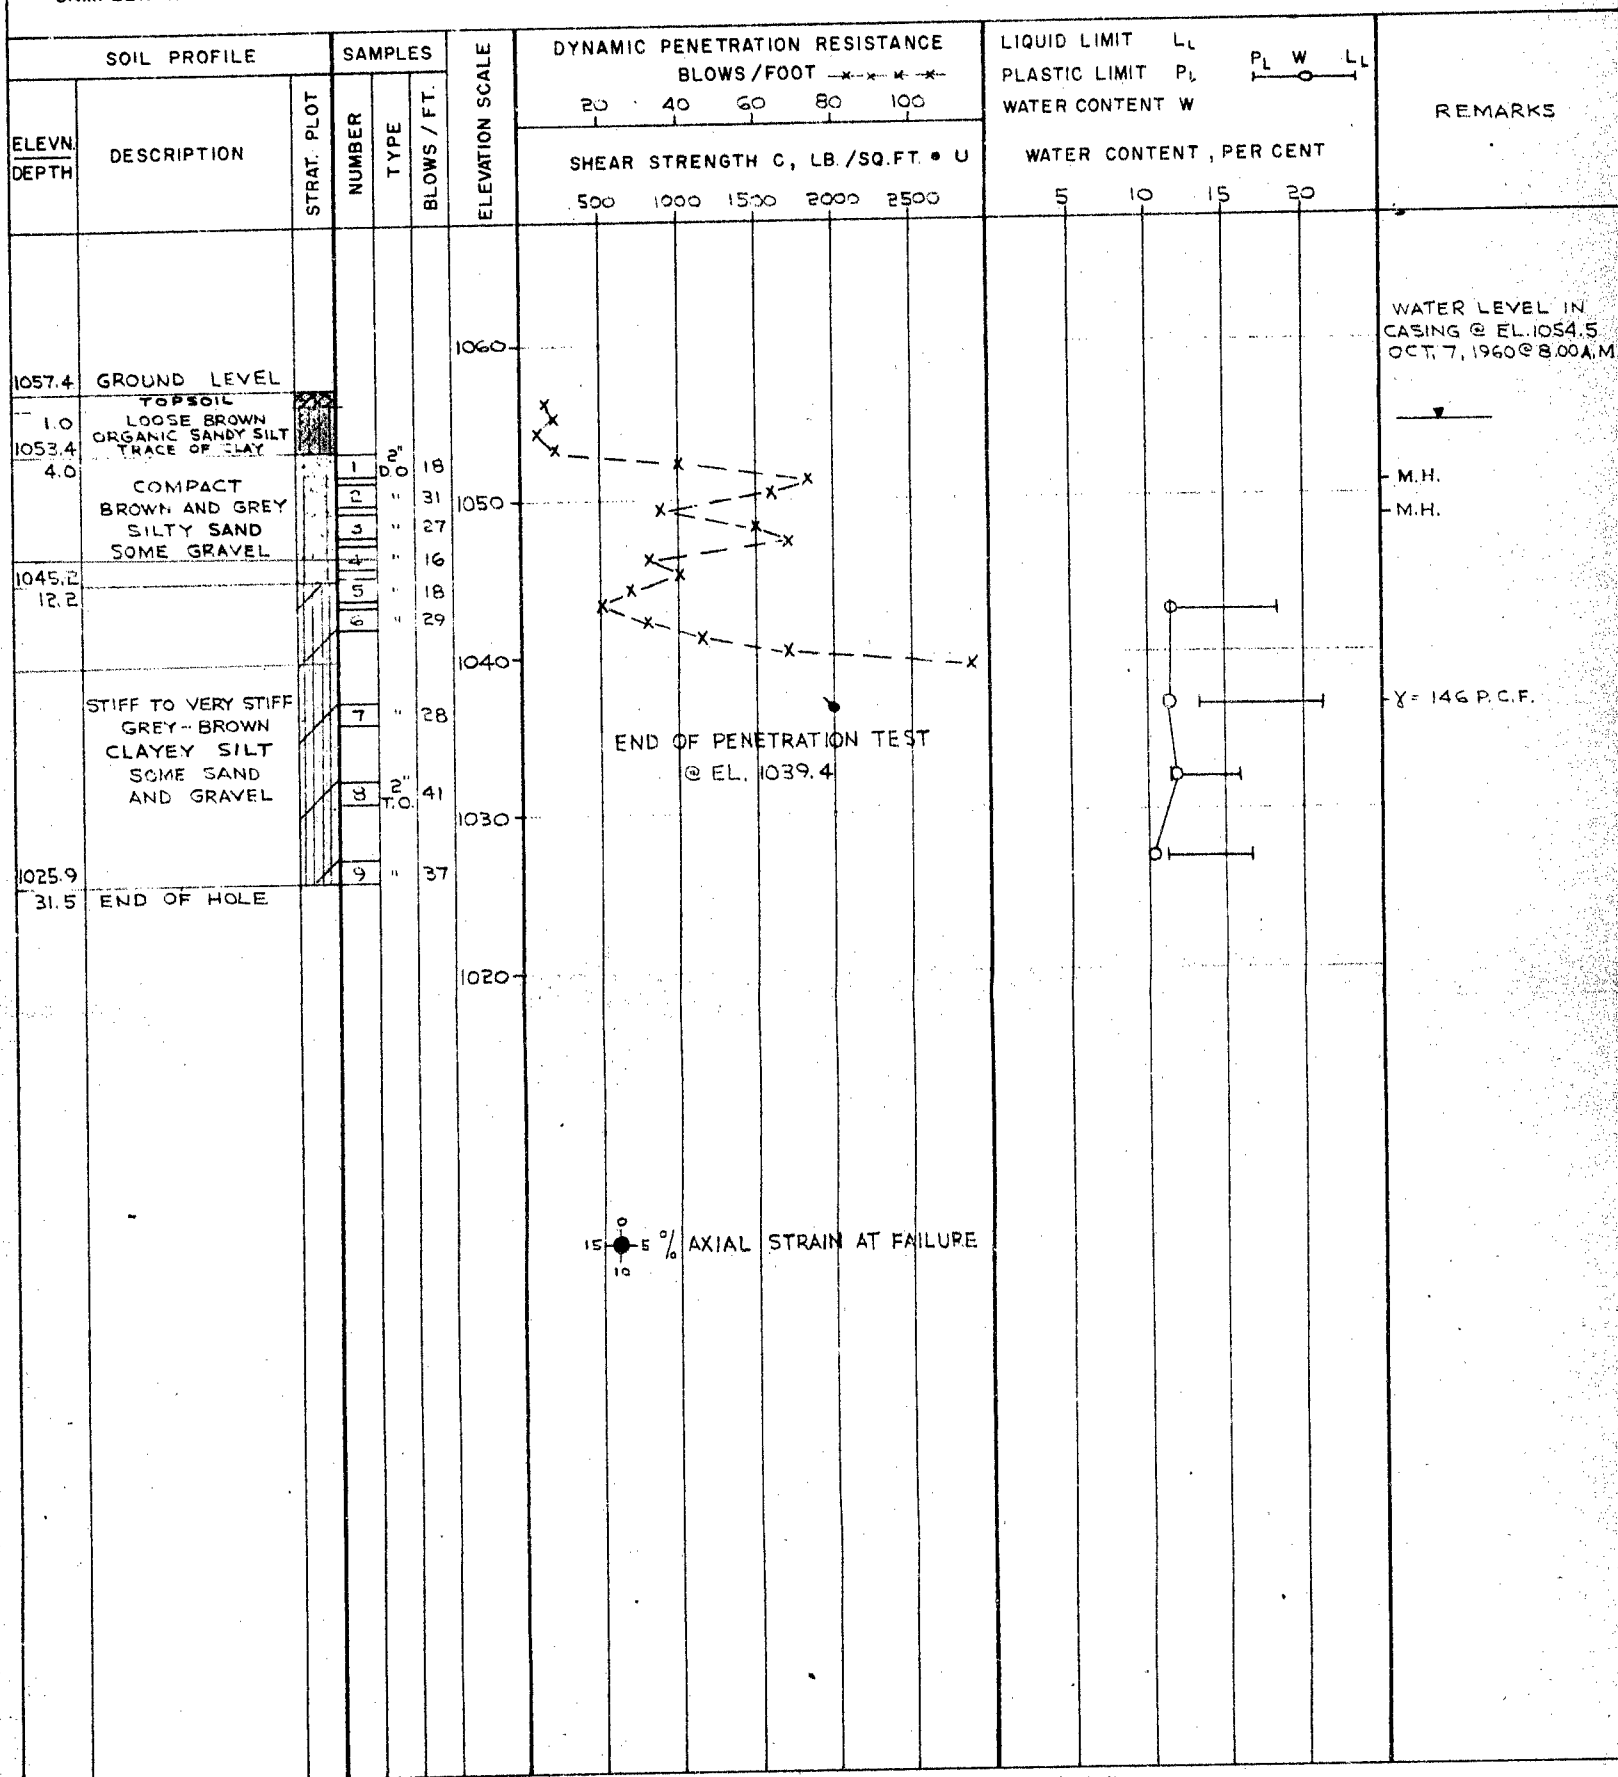 SOIL PROFILE
SAMPLES
ELEVN.
DEPTH
DESCRIPTION
STRAT. PLOT
NUMBER
TYPE
BLOWS / FT.
ELEVATION SCALE
DYNAMIC PENETRATION RESISTANCE
BLOWS/FOOT -x-x-x-x-
20 40 60 80 100
SHEAR STRENGTH C, LB./SQ.FT. • U
500 1000 1500 2000 2500
LIQUID LIMIT LL
PLASTIC LIMIT PL
WATER CONTENT W
PL W LL
WATER CONTENT, PER CENT
5 10 15 20
REMARKS
WATER LEVEL IN
CASING @ EL.1054.5
OCT, 7, 1960 @ 8.00A.M
1060
1057.4 GROUND LEVEL
TOPSOIL
1.0 LOOSE BROWN
ORGANIC SANDY SILT
1053.4 TRACE OF CLAY
4.0
COMPACT
BROWN AND GREY
SILTY SAND
SOME GRAVEL
1045.2
12.2
STIFF TO VERY STIFF
GREY-BROWN
CLAYEY SILT
SOME SAND
AND GRAVEL
1025.9
31.5 END OF HOLE
1 2" D.O 18
2 " 31
3 " 27
4 " 16
5 " 18
6 " 29
7 " 28
8 2" T.O. 41
9 " 37
1050
1040
1030
1020
M.H.
M.H.
γ = 146 P.C.F.
END OF PENETRATION TEST
@ EL. 1039.4
0
15 5 % AXIAL STRAIN AT FAILURE
10